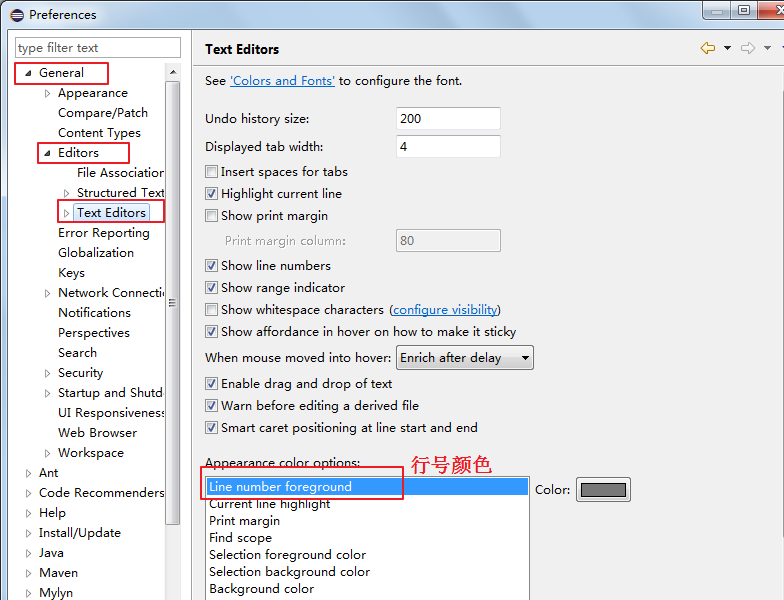 Preferences
type filter text
General
Appearance
Compare/Patch
Content Types
Editors
File Association
Structured Text
Text Editors
Error Reporting
Globalization
Keys
Network Connectio
Notifications
Perspectives
Search
Security
Startup and Shutd
UI Responsiveness
Web Browser
Workspace
Ant
Code Recommenders
Help
Install/Update
Java
Maven
Mylyn
Text Editors
See 'Colors and Fonts' to configure the font.
Undo history size: 200
Displayed tab width: 4
Insert spaces for tabs
Highlight current line
Show print margin
Print margin column: 80
Show line numbers
Show range indicator
Show whitespace characters (configure visibility)
Show affordance in hover on how to make it sticky
When mouse moved into hover: Enrich after delay
Enable drag and drop of text
Warn before editing a derived file
Smart caret positioning at line start and end
Appearance color options: 行号颜色
Line number foreground Color:
Current line highlight
Print margin
Find scope
Selection foreground color
Selection background color
Background color